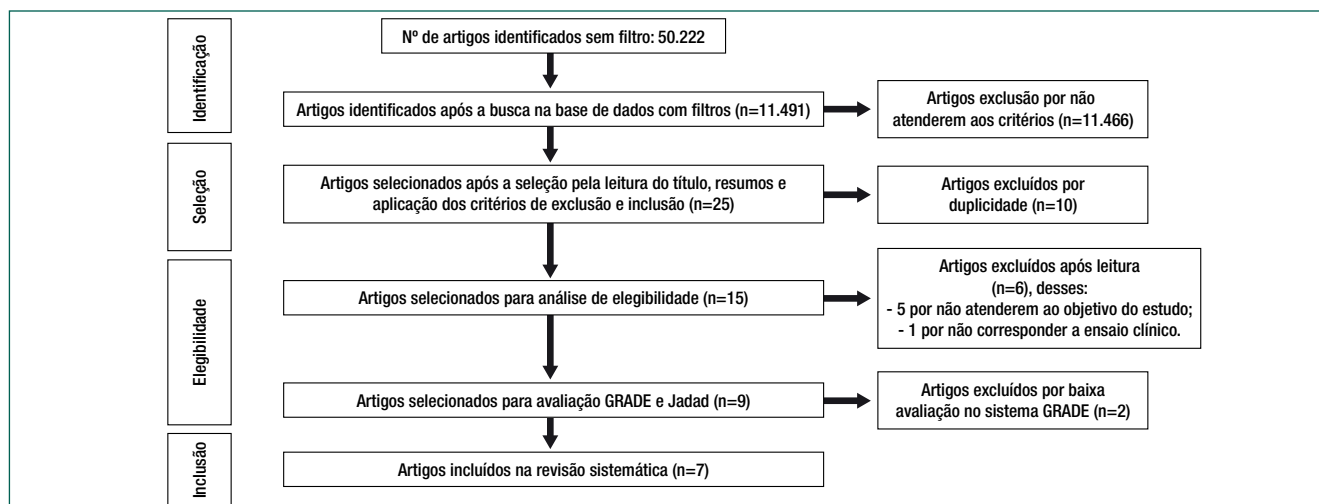 Identificação
Nº de artigos identificados sem filtro: 50.222
Artigos identificados após a busca na base de dados com filtros (n=11.491)
Artigos exclusão por não
atenderem aos critérios (n=11.466)
Seleção
Artigos selecionados após a seleção pela leitura do título, resumos e
aplicação dos critérios de exclusão e inclusão (n=25)
Artigos excluídos por
duplicidade (n=10)
Elegibilidade
Artigos selecionados para análise de elegibilidade (n=15)
Artigos excluídos após leitura
(n=6), desses:
- 5 por não atenderem ao objetivo do estudo;
- 1 por não corresponder a ensaio clínico.
Artigos selecionados para avaliação GRADE e Jadad (n=9)
Artigos excluídos por baixa
avaliação no sistema GRADE (n=2)
Inclusão
Artigos incluídos na revisão sistemática (n=7)